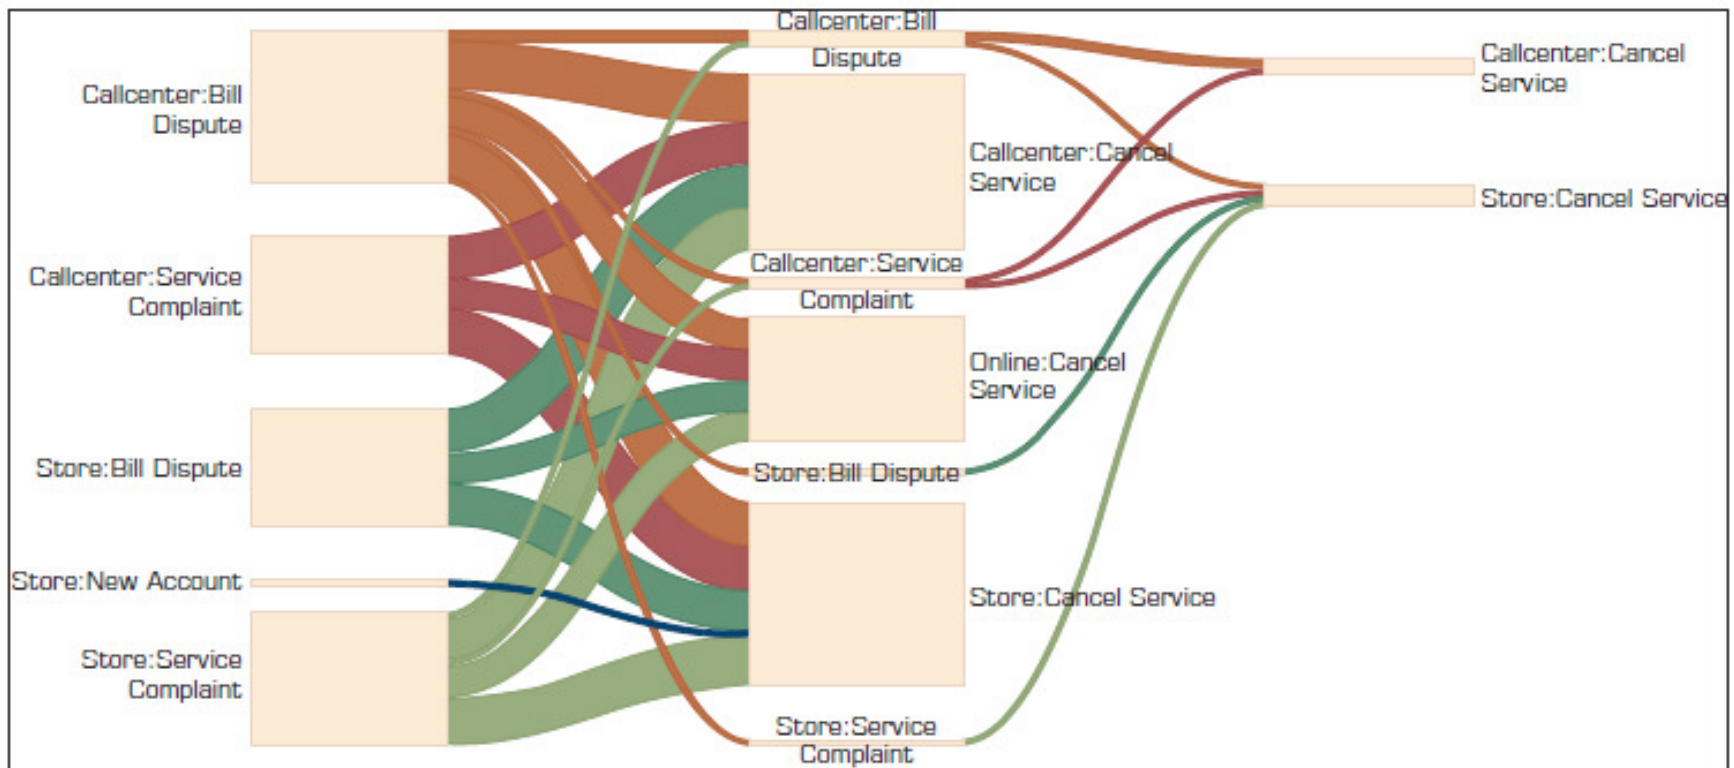 Callcenter:Bill
Dispute
Callcenter:Service
Complaint
Store:Bill Dispute
Store:New Account
Store:Service
Complaint
Callcenter:Bill
Dispute
Callcenter:Cancel
Service
Callcenter:Service
Complaint
Online:Cancel
Service
Store:Bill Dispute
Store:Cancel Service
Store:Service
Complaint
Callcenter:Cancel
Service
Store:Cancel Service